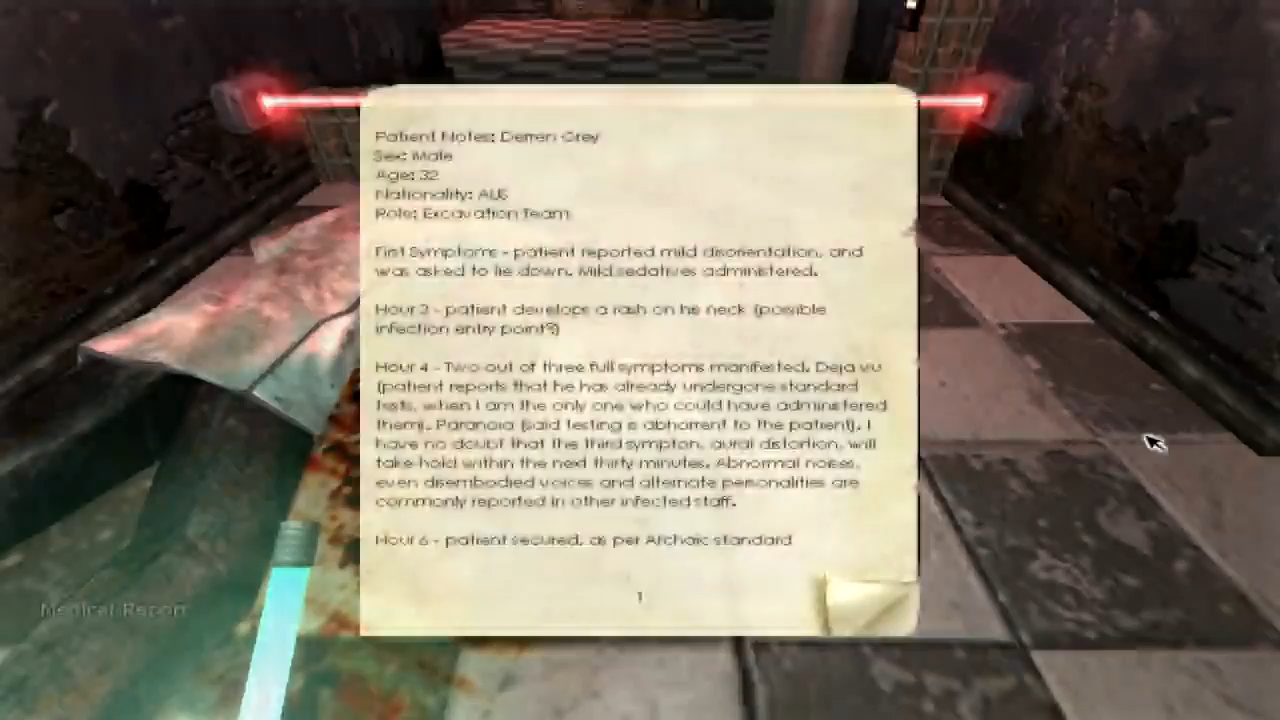 Patient Notes: Derren Grey
Sex: Male
Age: 32
Nationality: AUS
Role: Excavation Team
First Symptoms - patient reported mild disorientation, and
was asked to lie down. Mild sedatives administered.
Hour 2 - patient develops a rash on his neck (possible
infection entry point?)
Hour 4 - Two out of three full symptoms manifested. Deja vu
(patient reports that he has already undergone standard
tests, when I am the only one who could have administered
them). Paranoia (said testing is abhorrent to the patient). I
have no doubt that the third sympton, aural distortion, will
take hold within the next thirty minutes. Abnormal noises,
even disembodied voices and alternate personalities are
commonly reported in other infected staff.
Hour 6 - patient secured, as per Archaic standard
1
Medical Report